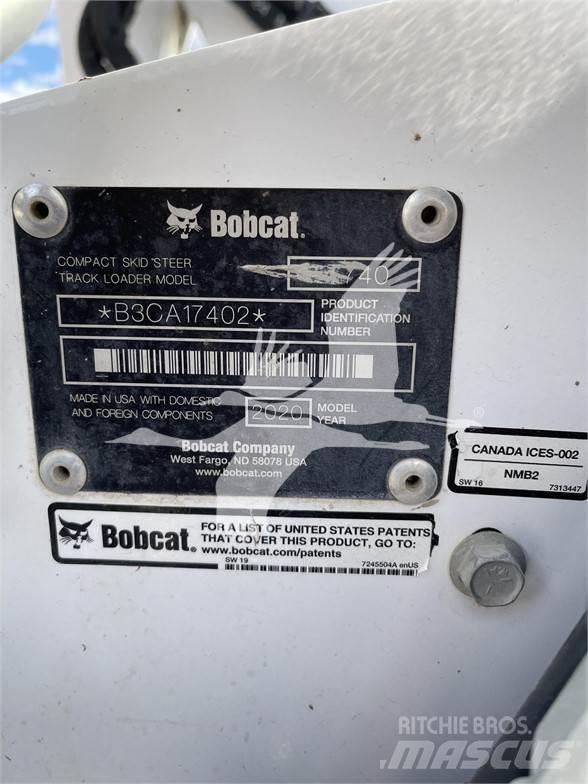 Bobcat.
COMPACT SKID STEER
TRACK LOADER MODEL
40
*B3CA17402*
PRODUCT
IDENTIFICATION
NUMBER
MADE IN USA WITH DOMESTIC
AND FOREIGN COMPONENTS
2020
MODEL
YEAR
Bobcat Company
West Fargo, ND 58078 USA
www.bobcat.com
CANADA ICES-002
NMB2
SW 16 7313447
Bobcat.
FOR A LIST OF UNITED STATES PATENTS
THAT COVER THIS PRODUCT, GO TO:
www.bobcat.com/patents
SW 19 7245504A enUS
RITCHIE BROS.
MASCUS